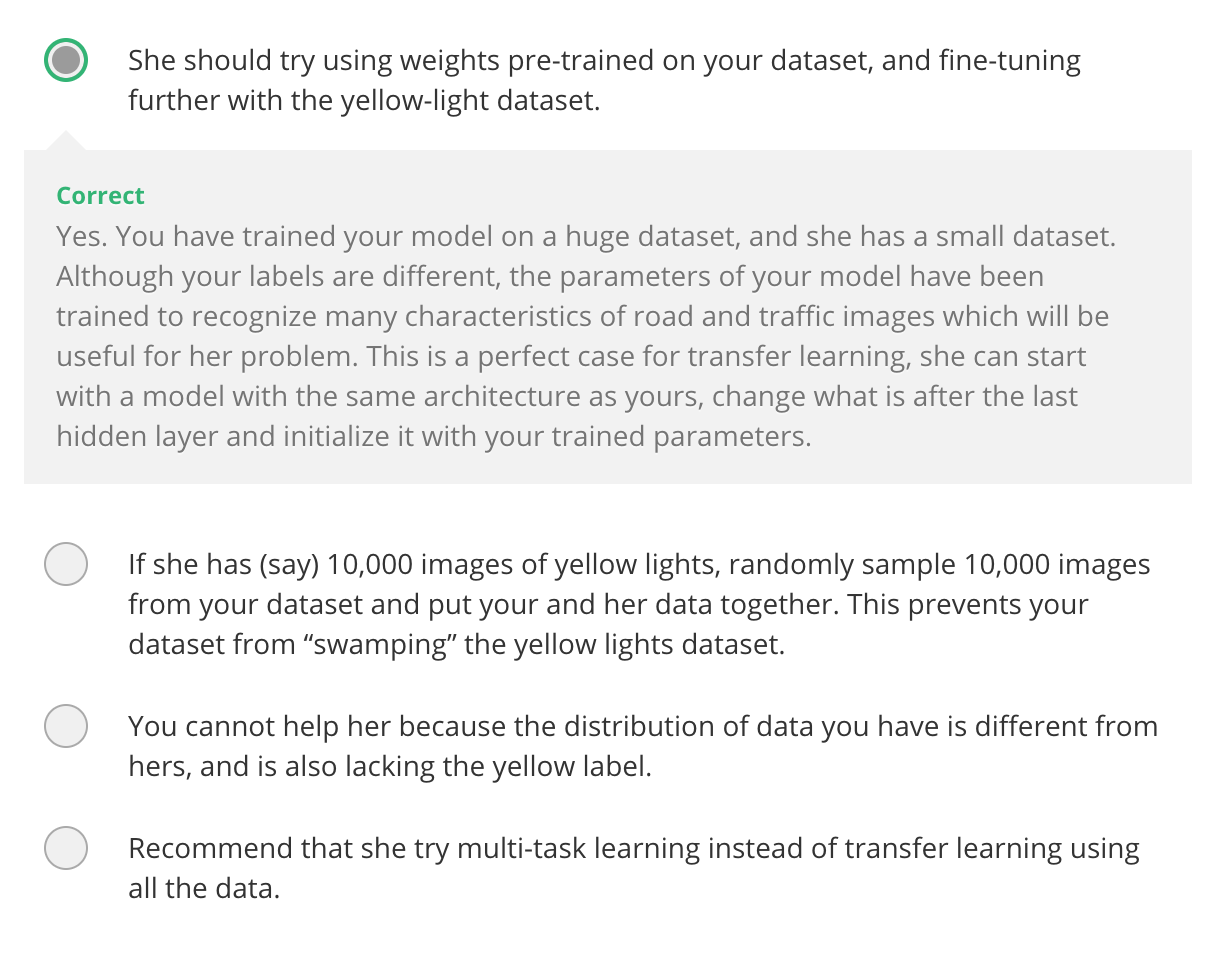 She should try using weights pre-trained on your dataset, and fine-tuning
further with the yellow-light dataset.
Correct
Yes. You have trained your model on a huge dataset, and she has a small dataset.
Although your labels are different, the parameters of your model have been
trained to recognize many characteristics of road and traffic images which will be
useful for her problem. This is a perfect case for transfer learning, she can start
with a model with the same architecture as yours, change what is after the last
hidden layer and initialize it with your trained parameters.
If she has (say) 10,000 images of yellow lights, randomly sample 10,000 images
from your dataset and put your and her data together. This prevents your
dataset from “swamping” the yellow lights dataset.
You cannot help her because the distribution of data you have is different from
hers, and is also lacking the yellow label.
Recommend that she try multi-task learning instead of transfer learning using
all the data.